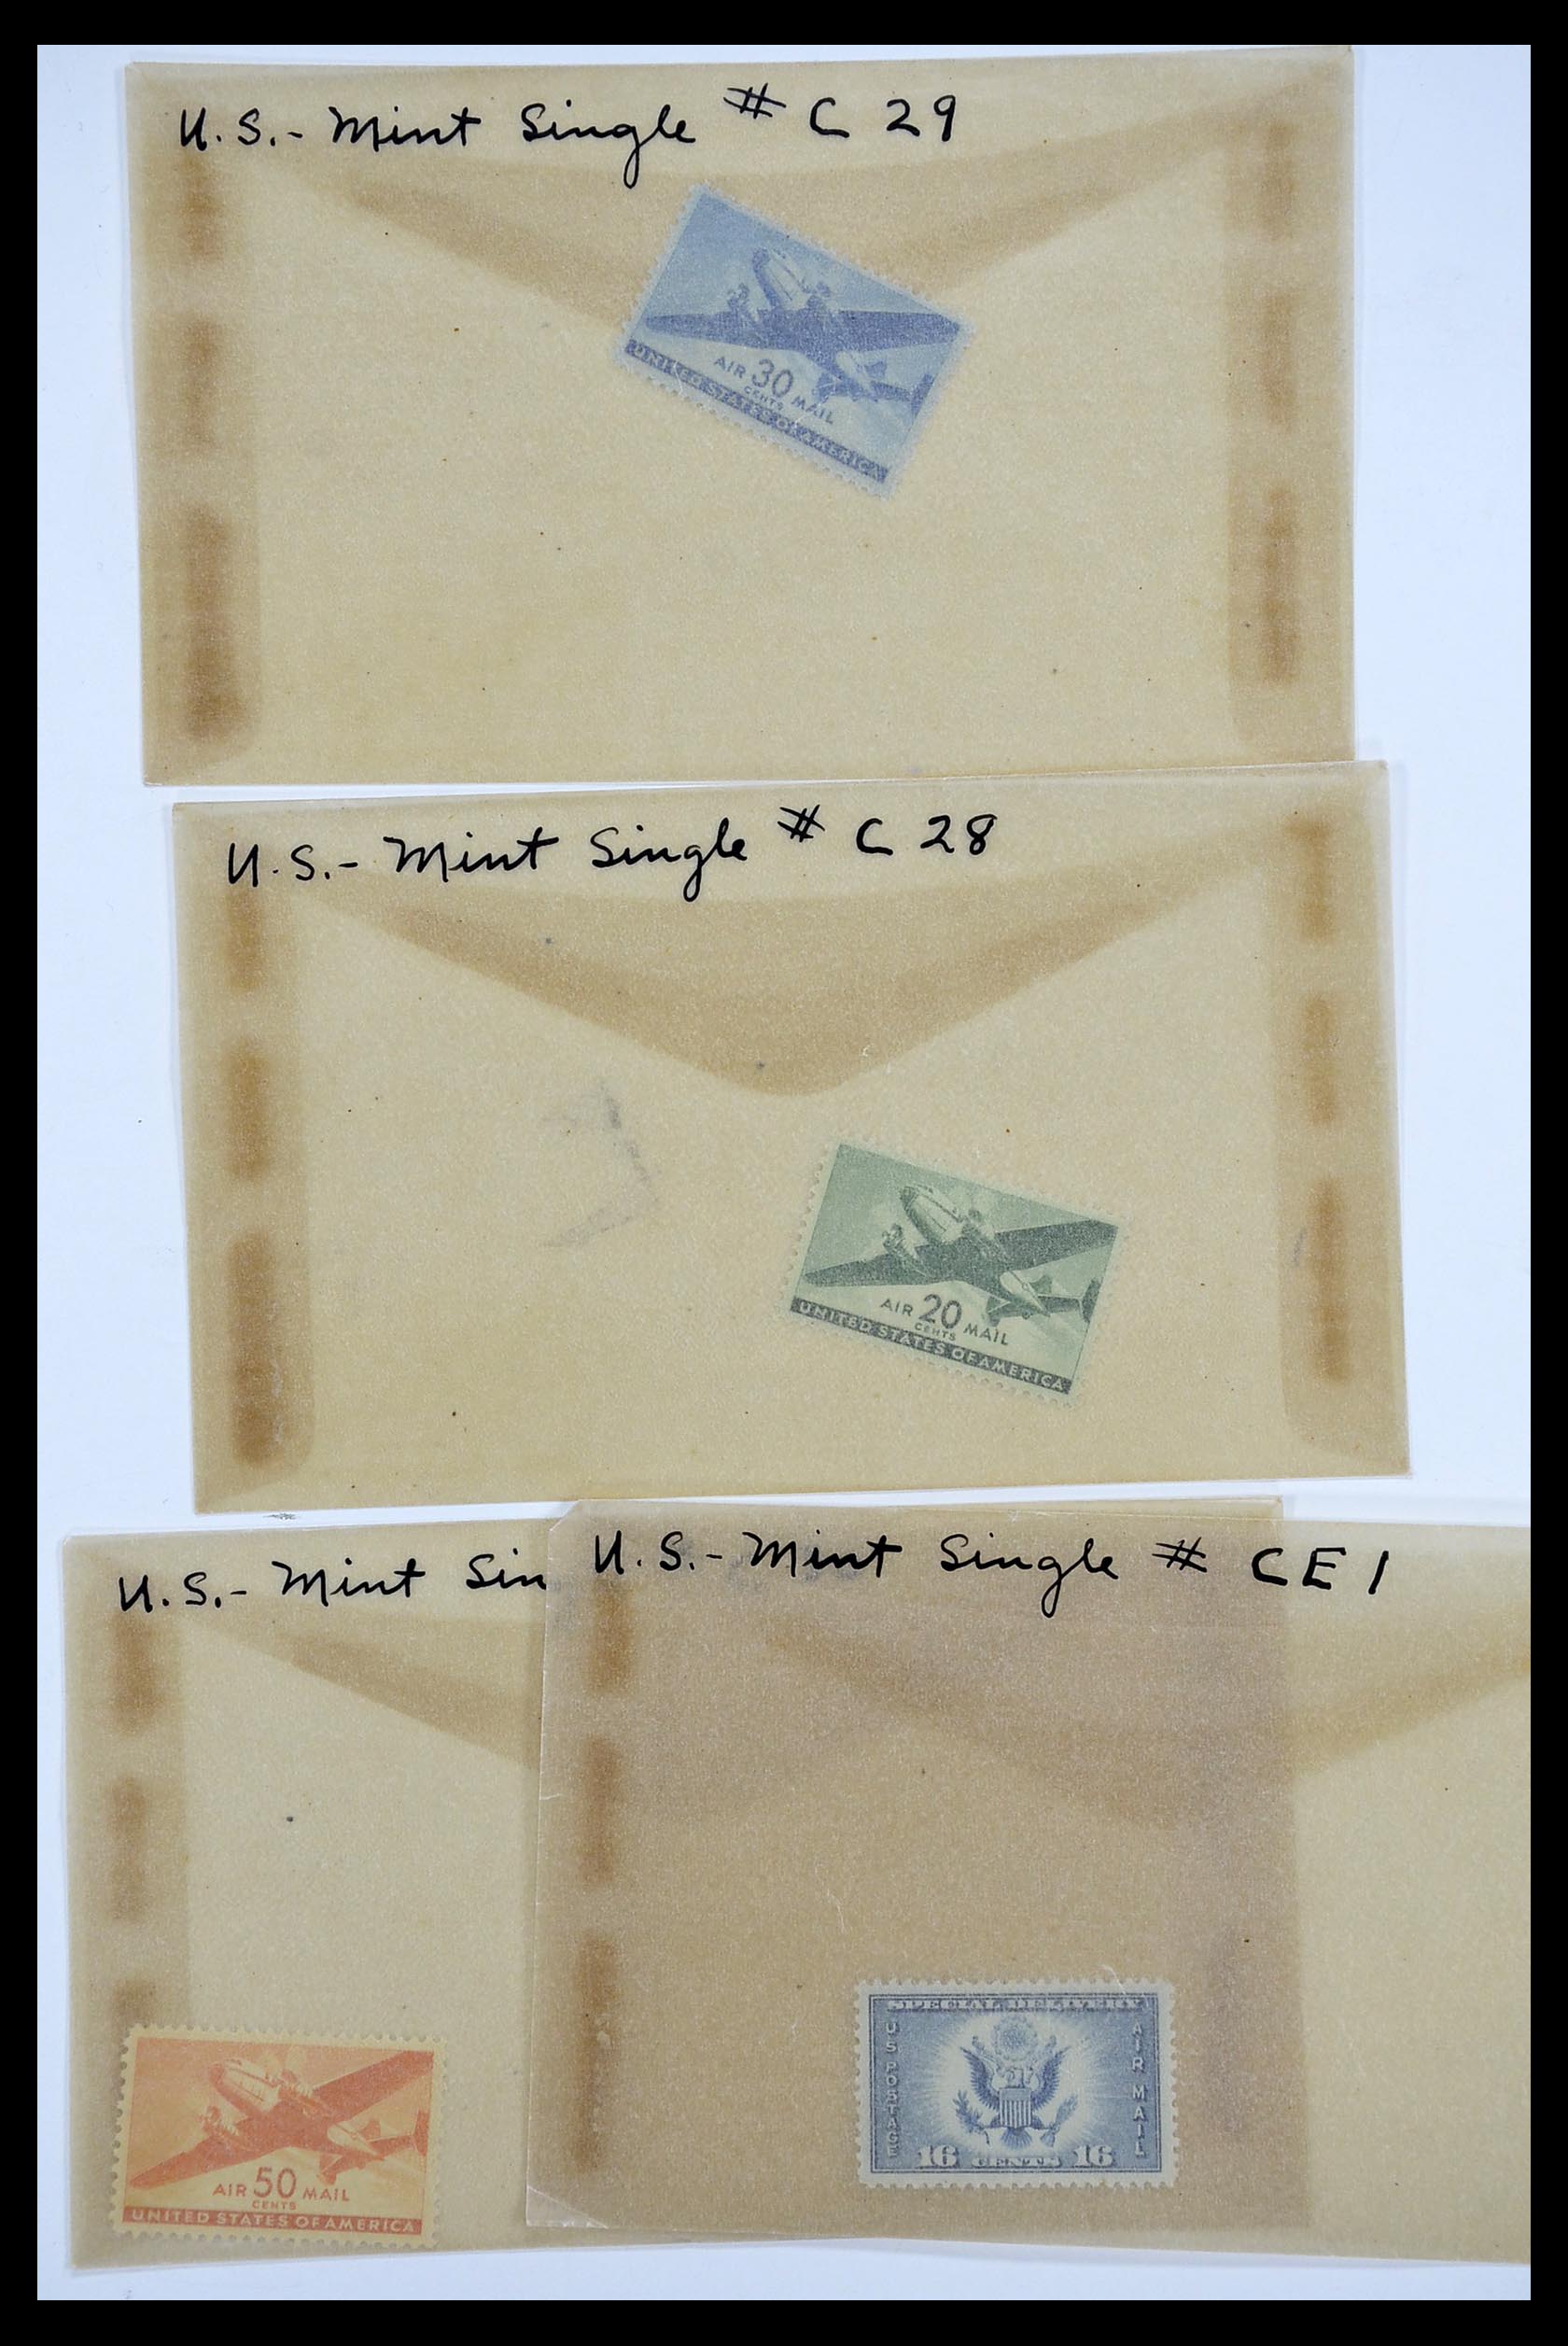 U.S.- Mint Single # C 29
AIR 30 MAIL
CENTS
UNITED STATES OF AMERICA
U.S.- Mint Single # C 28
AIR 20 MAIL
CENTS
UNITED STATES OF AMERICA
U.S.- Mint Sin
AIR 50 MAIL
CENTS
UNITED STATES OF AMERICA
U.S.- Mint Single # CE1
SPECIAL DELIVERY
U S POSTAGE
AIR MAIL
16 CENTS 16